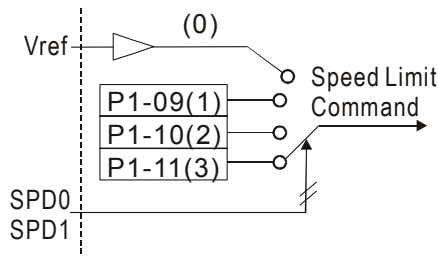 (0)
Vref
Speed Limit
Command
P1-09(1)
P1-10(2)
P1-11(3)
SPD0
SPD1